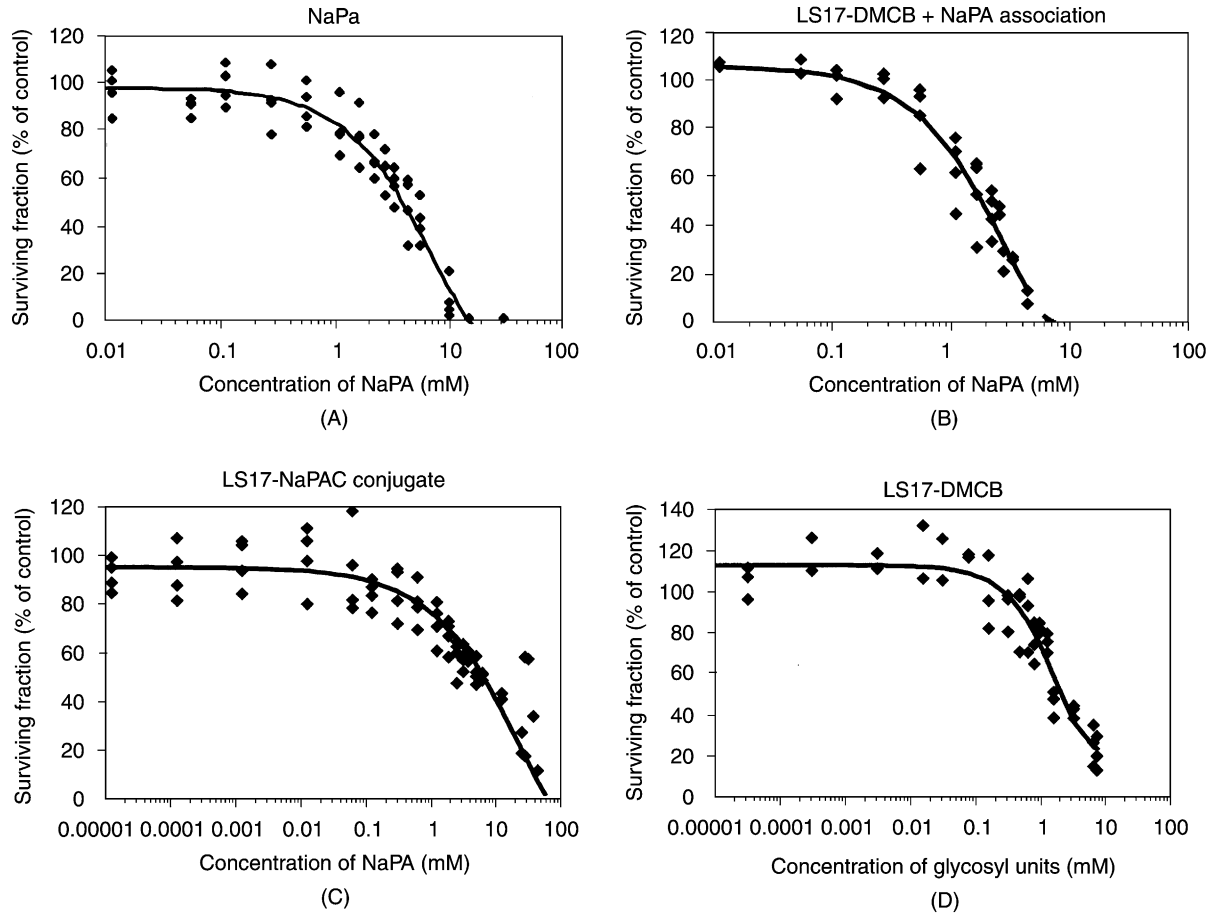 NaPa
120
100
80
60
40
20
0
Surviving fraction (% of control)
0.01 0.1 1 10 100
Concentration of NaPA (mM)
(A)
LS17-DMCB + NaPA association
120
100
80
60
40
20
0
Surviving fraction (% of control)
0.01 0.1 1 10 100
Concentration of NaPA (mM)
(B)
LS17-NaPAC conjugate
120
100
80
60
40
20
0
Surviving fraction (% of control)
0.00001 0.0001 0.001 0.01 0.1 1 10 100
Concentration of NaPA (mM)
(C)
LS17-DMCB
140
120
100
80
60
40
20
0
Surviving fraction (% of control)
0.00001 0.0001 0.001 0.01 0.1 1 10 100
Concentration of glycosyl units (mM)
(D)